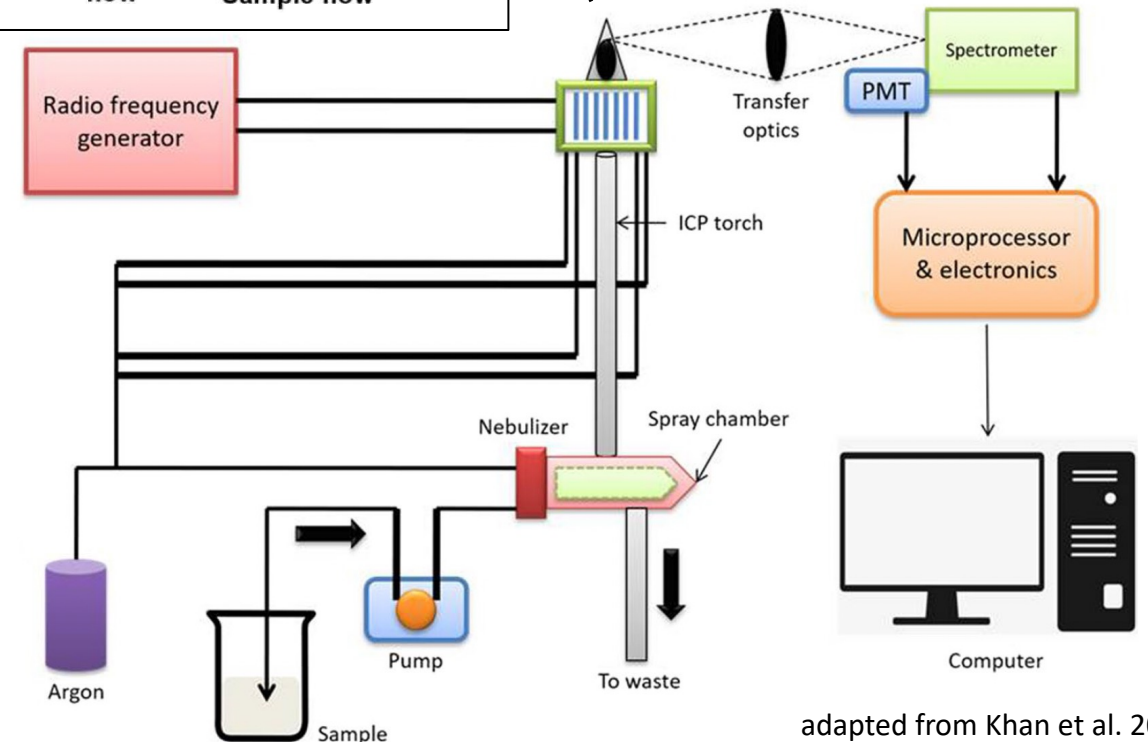 Sample flow
Radio frequency
generator
Transfer
optics
Spectrometer
PMT
ICP torch
Microprocessor
& electronics
Nebulizer
Spray chamber
Argon
Pump
Sample
To waste
Computer
adapted from Khan et al.